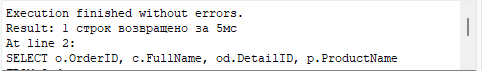 Execution finished without errors.
Result: 1 строк возвращено за 5мс
At line 2:
SELECT o.OrderID, c.FullName, od.DetailID, p.ProductName